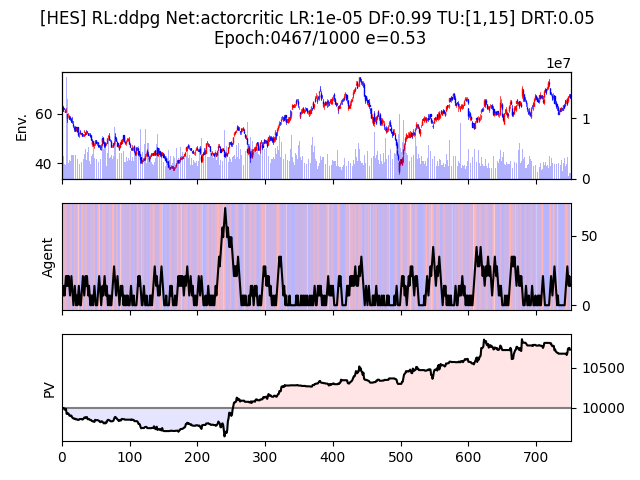 [HES] RL:ddpg Net:actorcritic LR:1e-05 DF:0.99 TU:[1,15] DRT:0.05
Epoch:0467/1000 e=0.53
1e7
Env.
60
40
1
0
Agent
50
0
PV
10500
10000
0 100 200 300 400 500 600 700